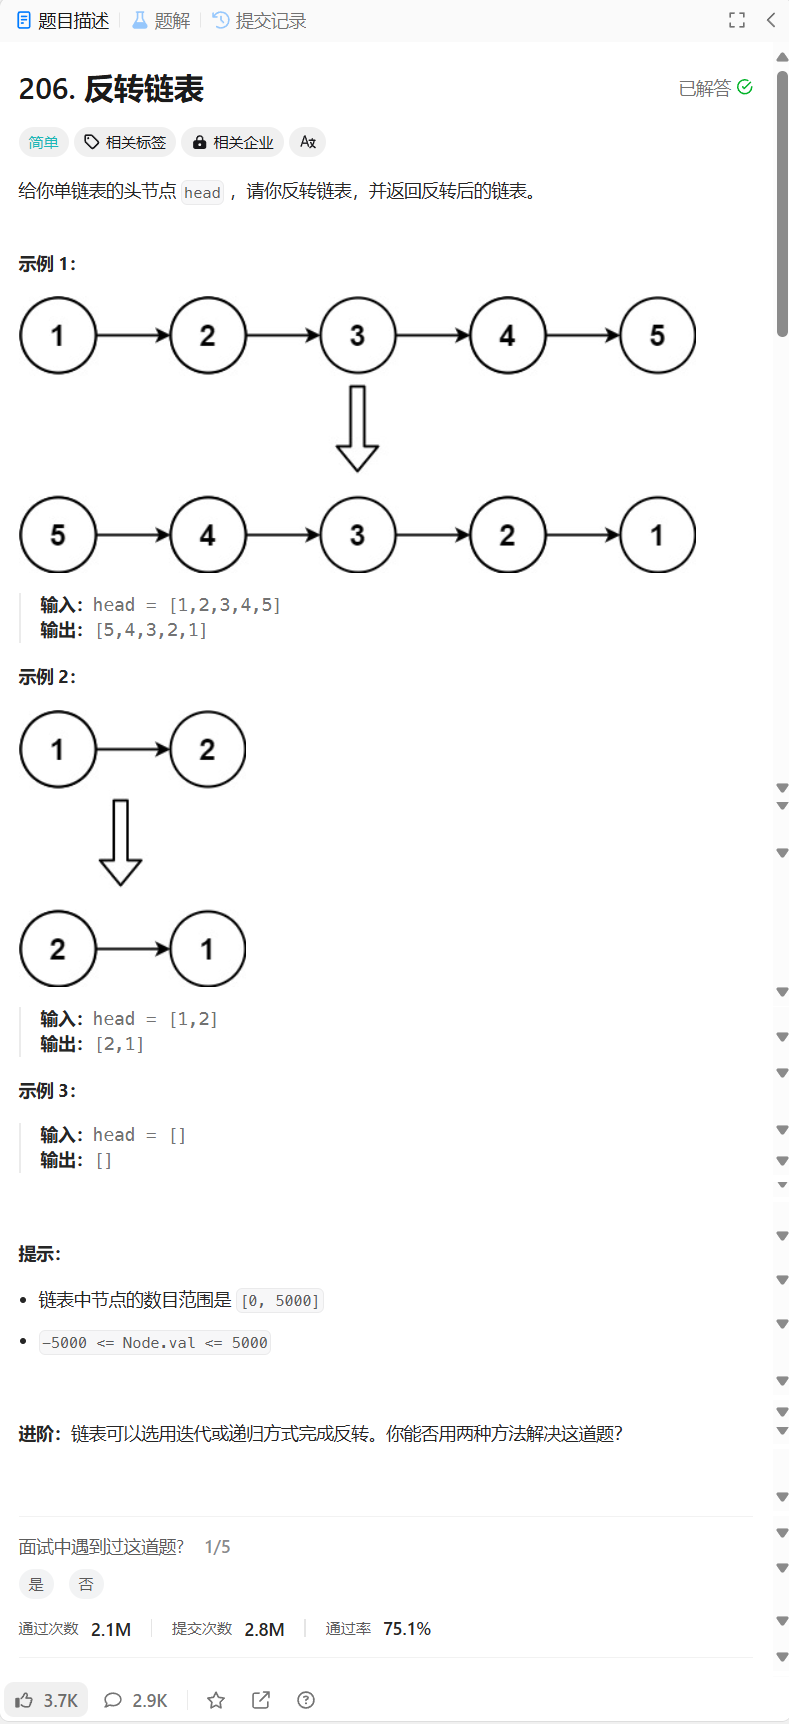 题目描述 题解 提交记录
206. 反转链表
已解答
简单 相关标签 相关企业 Ax
给你单链表的头节点 head ，请你反转链表，并返回反转后的链表。
示例 1：
1 2 3 4 5
5 4 3 2 1
输入：head = [1,2,3,4,5]
输出：[5,4,3,2,1]
示例 2：
1 2
2 1
输入：head = [1,2]
输出：[2,1]
示例 3：
输入：head = []
输出：[]
提示：
• 链表中节点的数目范围是 [0, 5000]
• -5000 <= Node.val <= 5000
进阶：链表可以选用迭代或递归方式完成反转。你能否用两种方法解决这道题？
面试中遇到过这道题? 1/5
是 否
通过次数 2.1M 提交次数 2.8M 通过率 75.1%
3.7K 2.9K